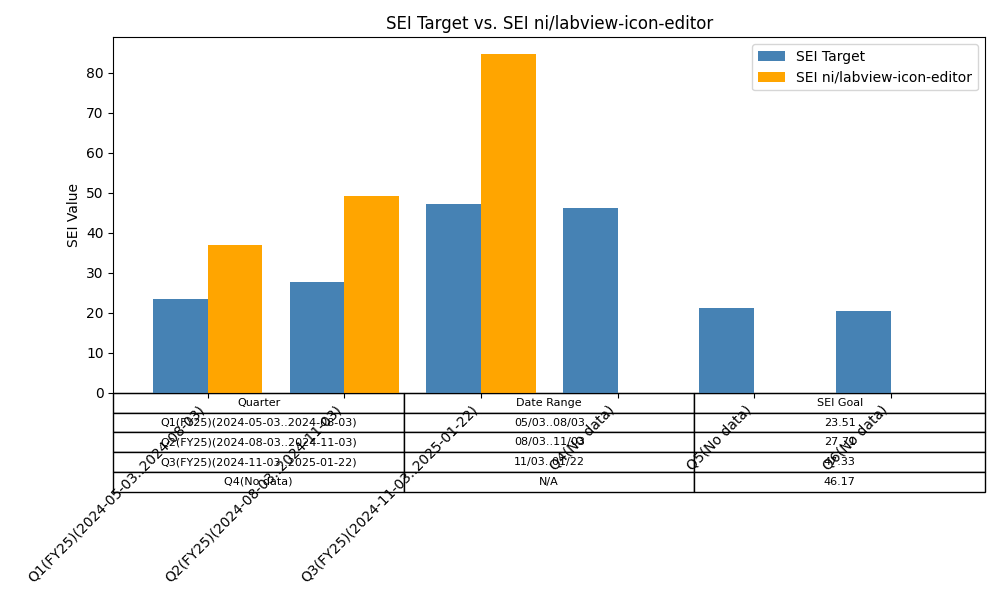 SEI Target vs. SEI ni/labview-icon-editor
SEI Target
SEI ni/labview-icon-editor
SEI Value
80
70
60
50
40
30
20
10
0
Quarter Date Range SEI Goal
Q1(FY25)(2024-05-03..2024-08-03) 05/03..08/03 23.51
Q2(FY25)(2024-08-03..2024-11-03) 08/03..11/03
Q3(FY25)(2024-11-03..2025-01-22) 11/03..01/22
Q4(No data) N/A 46.17
Q1(FY25)(2024-05-03..2024-08-03)
Q2(FY25)(2024-08-03..2024-11-03)
Q3(FY25)(2024-11-03..2025-01-22)
Q4(No data)
Q5(No data)
Q6(No data)